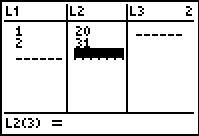 L1 L2 L3 2
1 20 ------
2 31
------
L2(3) =